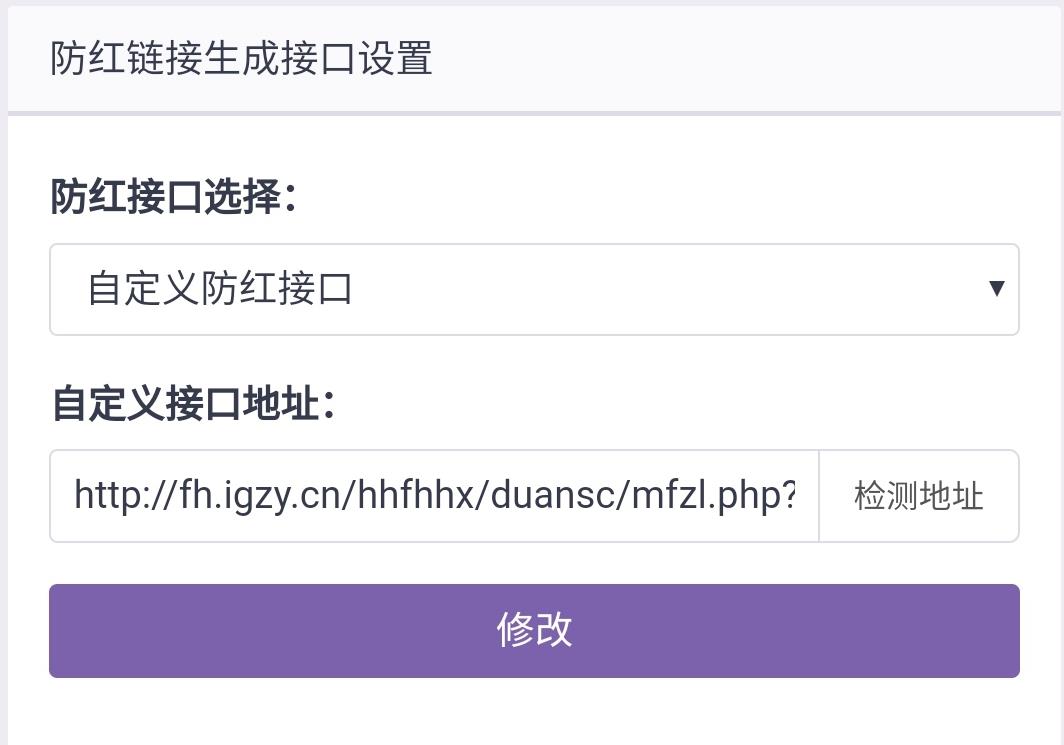 防红链接生成接口设置
防红接口选择：
自定义防红接口
自定义接口地址：
http://fh.igzy.cn/hhfhhx/duansc/mfzl.php? 检测地址
修改